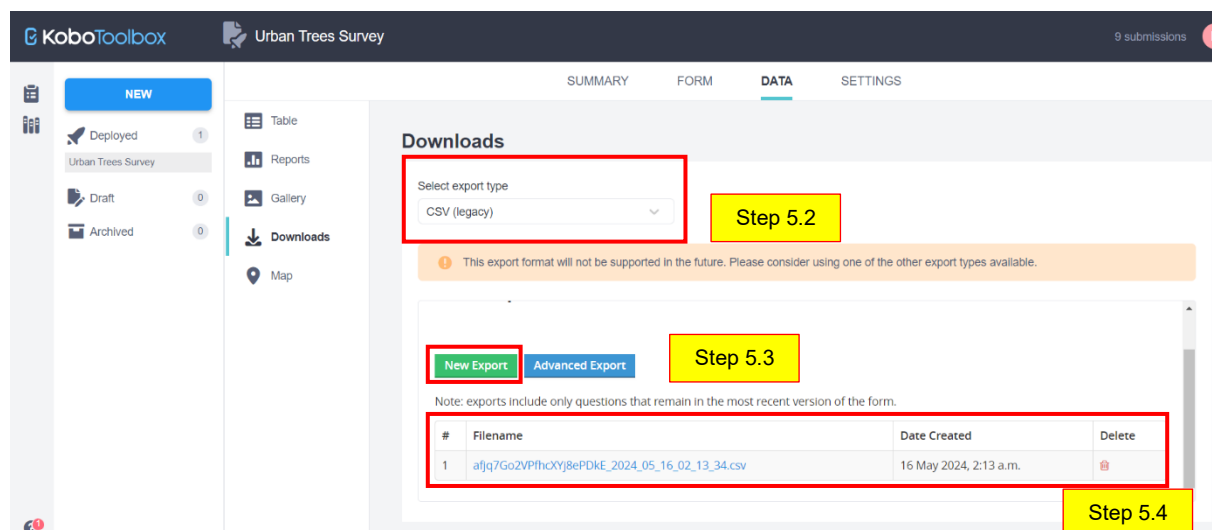 KoboToolbox
Urban Trees Survey
9 submissions
SUMMARY FORM DATA SETTINGS
NEW
Deployed 1
Urban Trees Survey
Draft 0
Archived 0
Table
Reports
Gallery
Downloads
Map
Downloads
Select export type
CSV (legacy)
Step 5.2
This export format will not be supported in the future. Please consider using one of the other export types available.
New Export Advanced Export
Step 5.3
Note: exports include only questions that remain in the most recent version of the form.
# Filename Date Created Delete
1 afjq7Go2VPfhcXYj8ePDkE_2024_05_16_02_13_34.csv 16 May 2024, 2:13 a.m.
Step 5.4
1